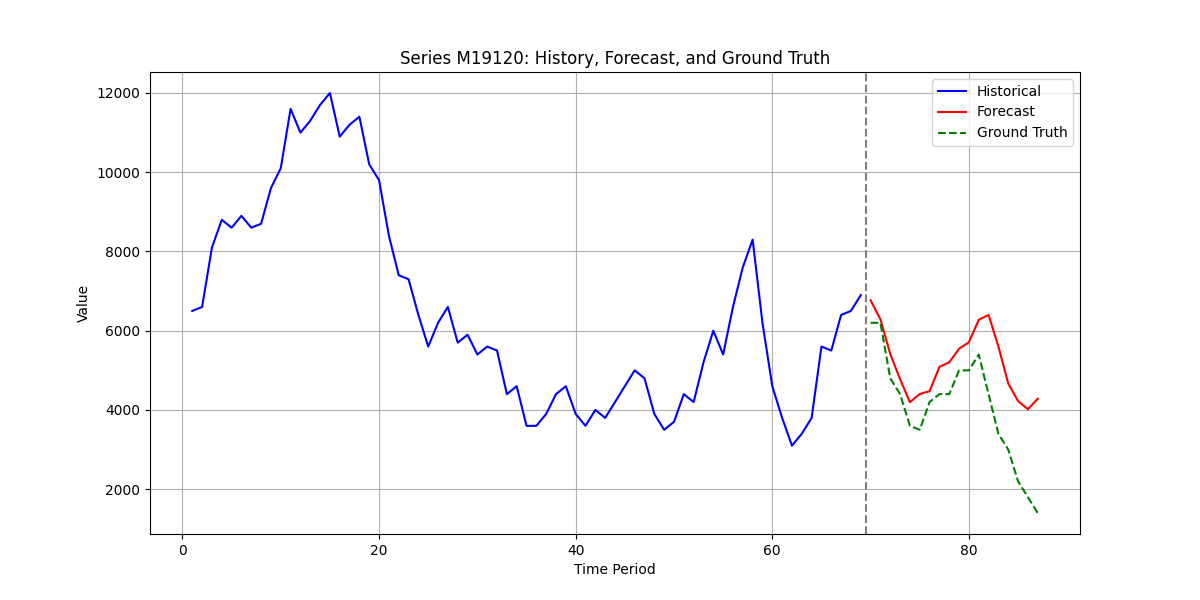 Series M19120: History, Forecast, and Ground Truth
Historical
Forecast
Ground Truth
12000
10000
8000
6000
4000
2000
Value
0 20 40 60 80
Time Period